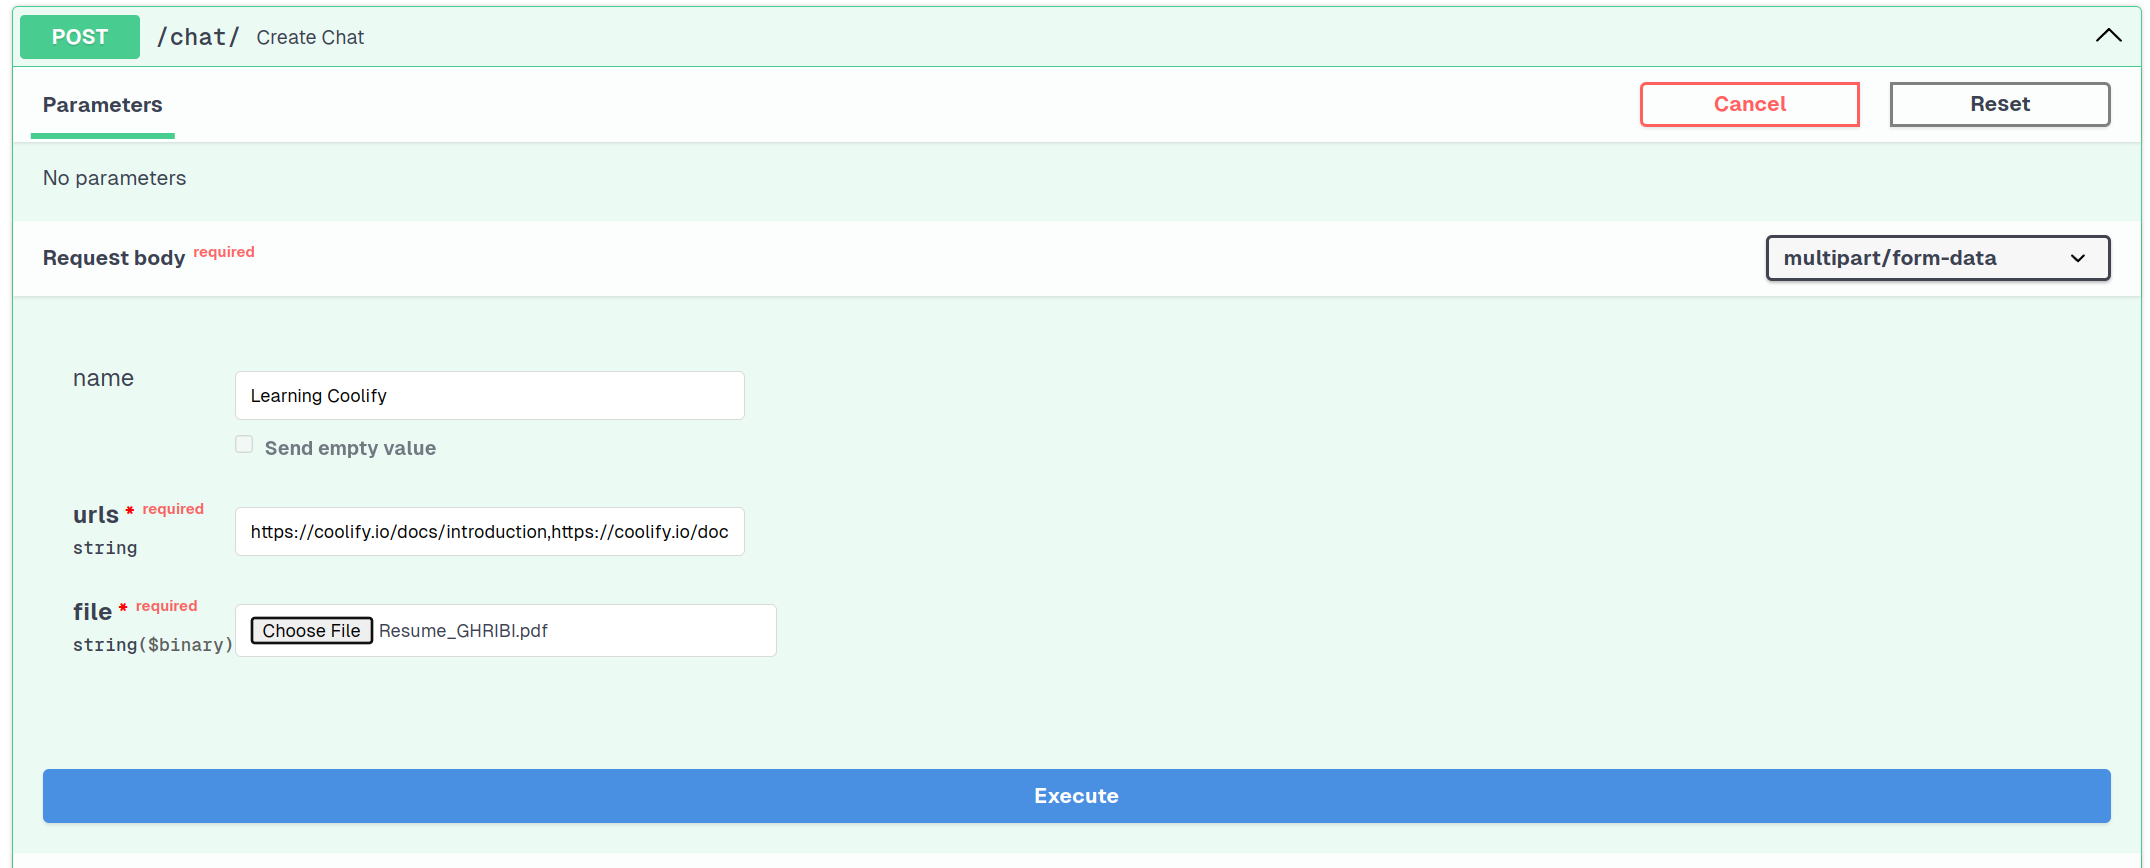 POST /chat/ Create Chat
Parameters
Cancel
Reset
No parameters
Request body required
multipart/form-data
name
Learning Coolify
Send empty value
urls * required
string
https://coolify.io/docs/introduction,https://coolify.io/doc
file * required
string($binary)
Choose File Resume_GHRIBI.pdf
Execute